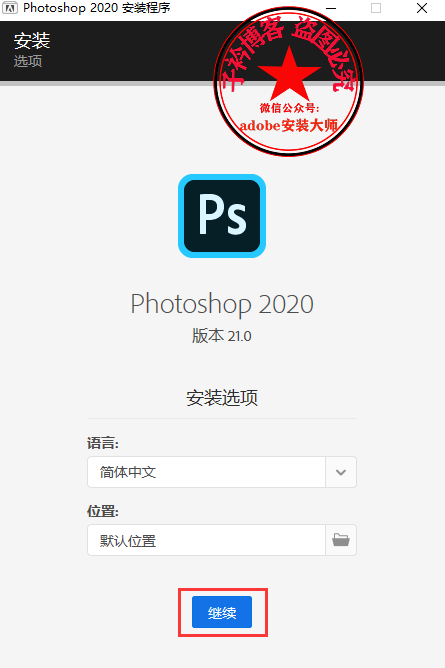 Photoshop 2020 安装程序
安装
选项
子衿博客 盗图必究
微信公众号:
adobe安装大师
Ps
Photoshop 2020
版本 21.0
安装选项
语言:
简体中文
位置:
默认位置
继续